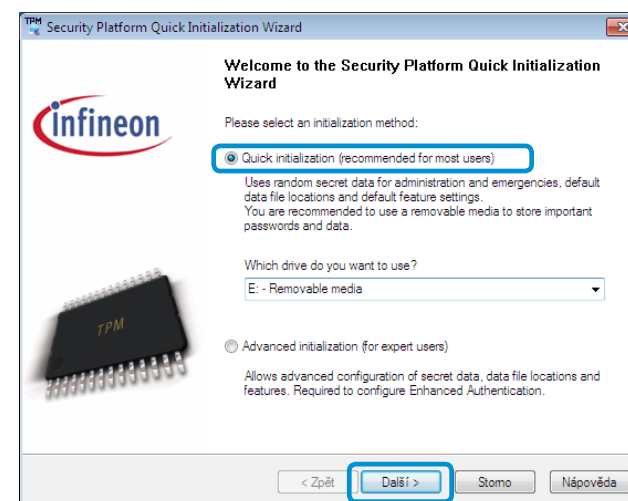 TPM Security Platform Quick Initialization Wizard
Welcome to the Security Platform Quick Initialization
Wizard
infineon
Please select an initialization method:
Quick initialization (recommended for most users)
Uses random secret data for administration and emergencies, default
data file locations and default feature settings.
You are recommended to use a removable media to store important
passwords and data.
Which drive do you want to use?
E: - Removable media
TPM
Advanced initialization (for expert users)
Allows advanced configuration of secret data, data file locations and
features. Required to configure Enhanced Authentication.
< Zpět
Další >
Storno
Nápověda